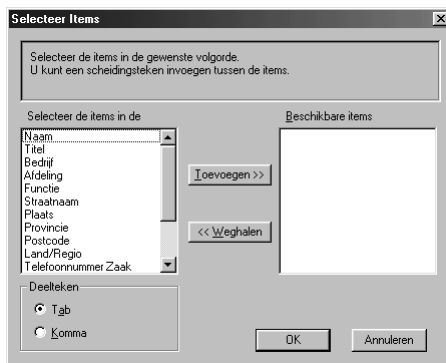 Selecteer Items
Selecteer de items in de gewenste volgorde.
U kunt een scheidingsteken invoegen tussen de items.
Selecteer de items in de
Beschikbare items
Naam
Titel
Bedrijf
Afdeling
Functie
Straatnaam
Plaats
Provincie
Postcode
Land/Regio
Telefoonnummer Zaak
Toevoegen >>
<< Weghalen
Deelteken
Tab
Komma
OK
Annuleren